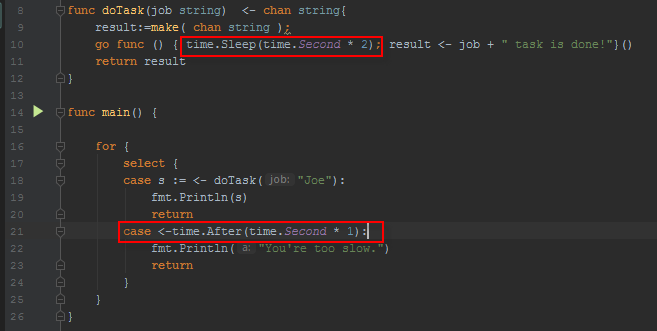 8 func doTask(job string)  <- chan string{
9     result:=make( chan string );
10     go func () { time.Sleep(time.Second * 2); result <- job + " task is done!"}()
11     return result
12 }
13
14 func main() {
15
16     for {
17         select {
18         case s := <- doTask( job: "Joe"):
19             fmt.Println(s)
20             return
21         case <-time.After(time.Second * 1):
22             fmt.Println( a: "You're too slow.")
23             return
24         }
25     }
26 }